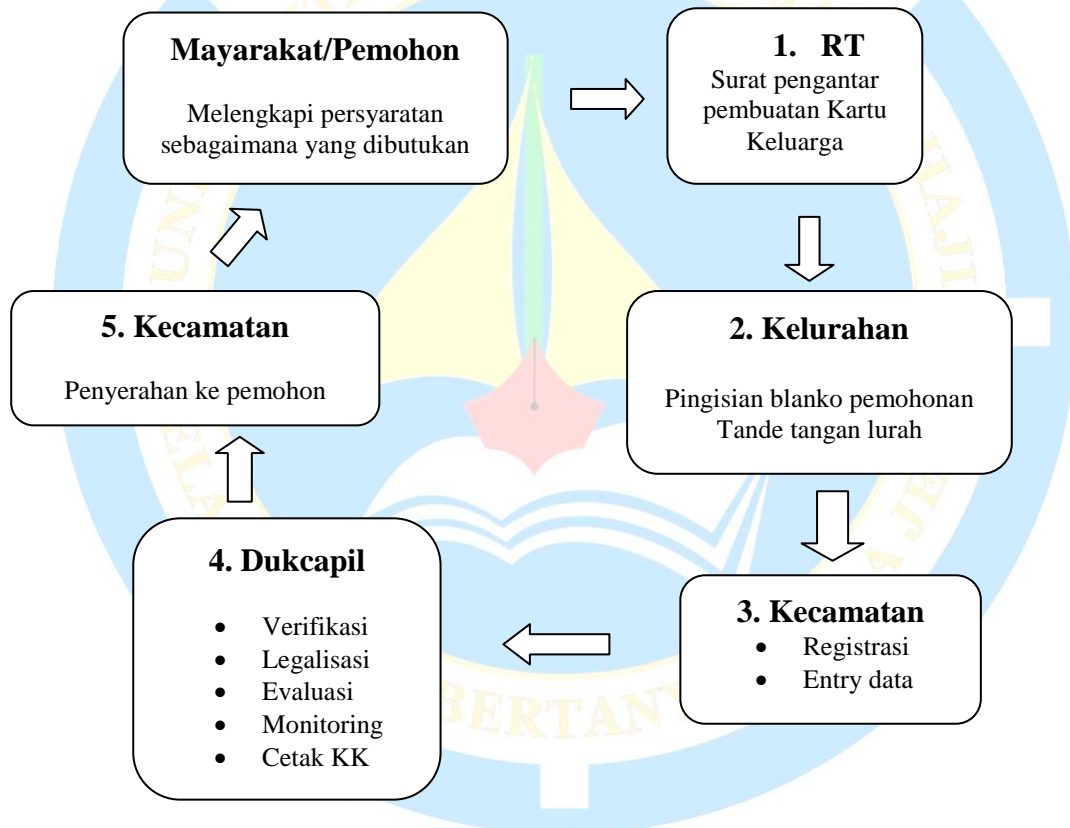 Mayarakat/Pemohon
Melengkapi persyaratan
sebagaimana yang dibutukan
1. RT
Surat pengantar
pembuatan Kartu
Keluarga
2. Kelurahan
Pingisian blanko pemohonan
Tande tangan lurah
3. Kecamatan
• Registrasi
• Entry data
4. Dukcapil
• Verifikasi
• Legalisasi
• Evaluasi
• Monitoring
• Cetak KK
5. Kecamatan
Penyerahan ke pemohon